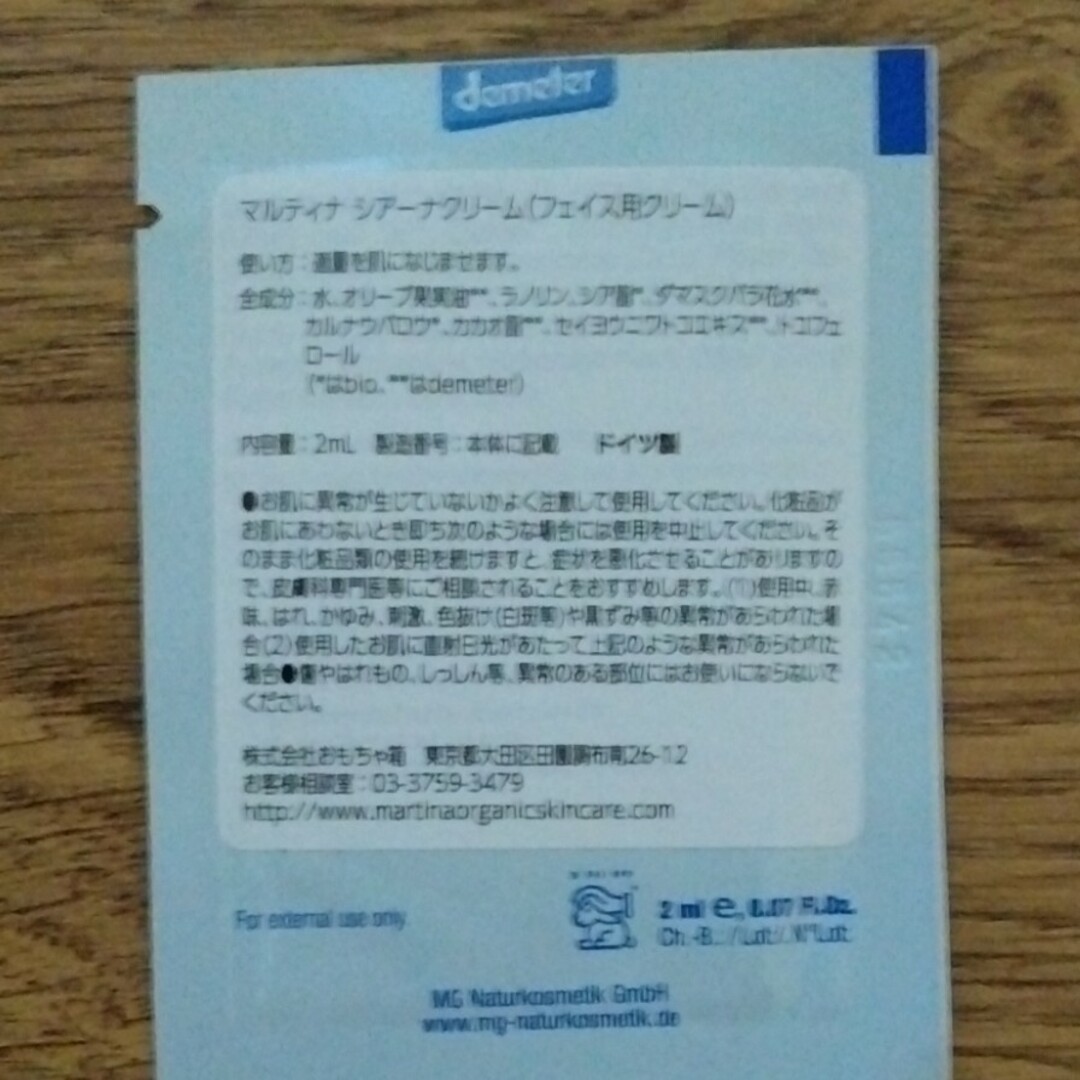 demeter
マルティナ シアーナクリーム(フェイス用クリーム)
使い方：適量を肌になじませます。
全成分：水、オリーブ果実油**、ラノリン、シア脂*、ダマスクバラ花水**、
カルナウバロウ*、カカオ脂**、セイヨウニワトコエキス**、トコフェ
ロール
(*はbio、**はdemeter)
内容量：2mL 製造番号：本体に記載 ドイツ製
●お肌に異常が生じていないかよく注意して使用してください。化粧品が
お肌にあわないとき即ち次のような場合には使用を中止してください。そ
のまま化粧品類の使用を続けますと、症状を悪化させることがありますの
で、皮膚科専門医等にご相談されることをおすすめします。(1)使用中、赤
味、はれ、かゆみ、刺激、色抜け(白斑等)や黒ずみ等の異常があらわれた場
合(2)使用したお肌に直射日光があたって上記のような異常があらわれた
場合●傷やはれもの、しっしん等、異常のある部位にはお使いにならないで
ください。
株式会社おもちゃ箱 東京都大田区田園調布南26-12
お客様相談室：03-3759-3479
http://www.martinaorganicskincare.com
For external use only
2 ml e, 0.07 Fl.Oz.
Ch.-B.: /Lot/
MG Naturkosmetik GmbH
www.mg-naturkosmetik.de